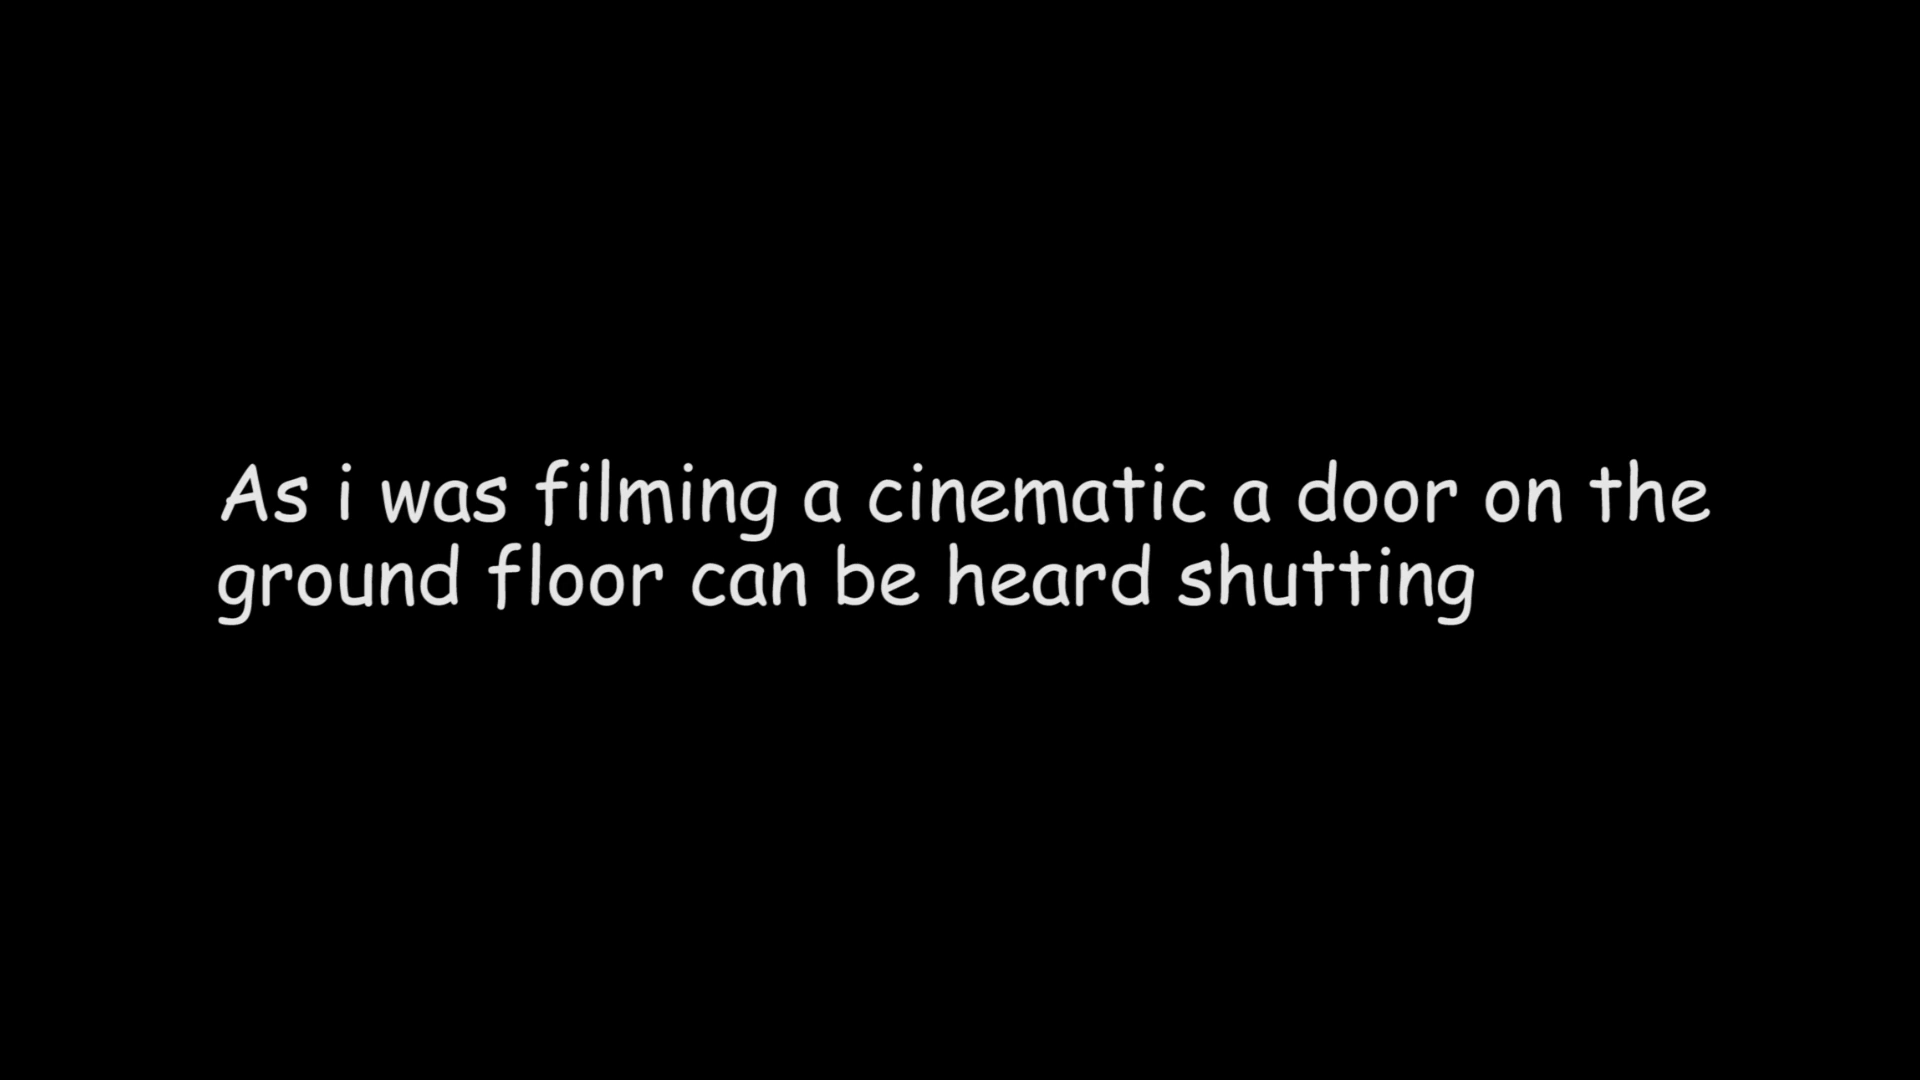 As i was filming a cinematic a door on the
ground floor can be heard shutting